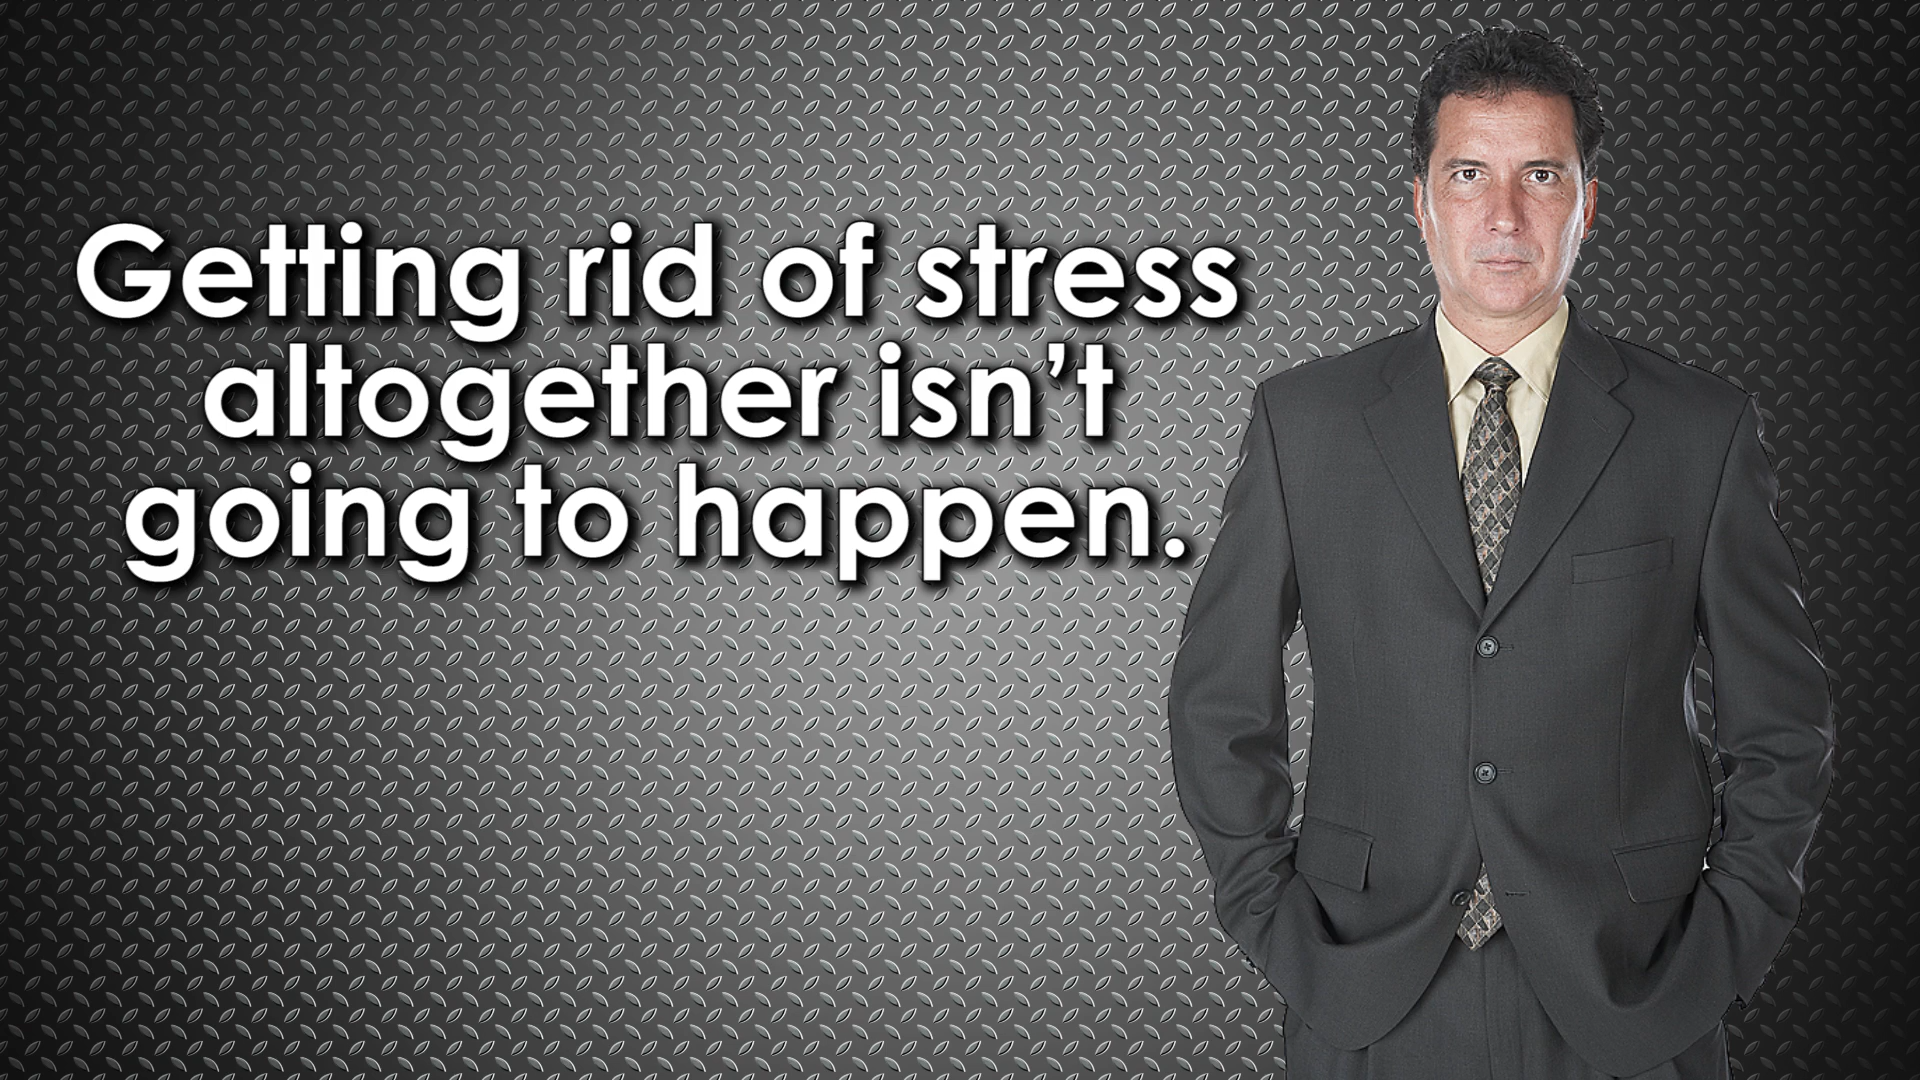 Getting rid of stress
altogether isn’t
going to happen.